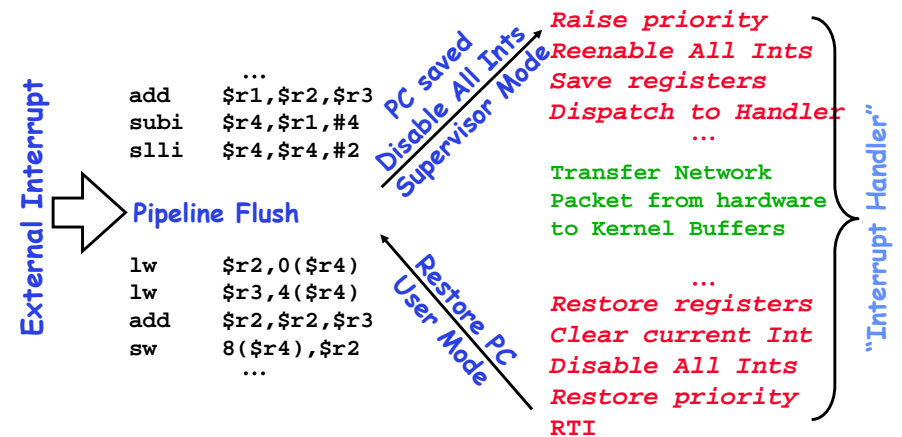 External Interrupt
…
add $r1,$r2,$r3
subi $r4,$r1,#4
slli $r4,$r4,#2
Pipeline Flush
lw $r2,0($r4)
lw $r3,4($r4)
add $r2,$r2,$r3
sw 8($r4),$r2
…
PC saved
Disable All Ints
Supervisor Mode
Restore PC
User Mode
Raise priority
Reenable All Ints
Save registers
Dispatch to Handler
…
Transfer Network
Packet from hardware
to Kernel Buffers
…
Restore registers
Clear current Int
Disable All Ints
Restore priority
RTI
“Interrupt Handler”